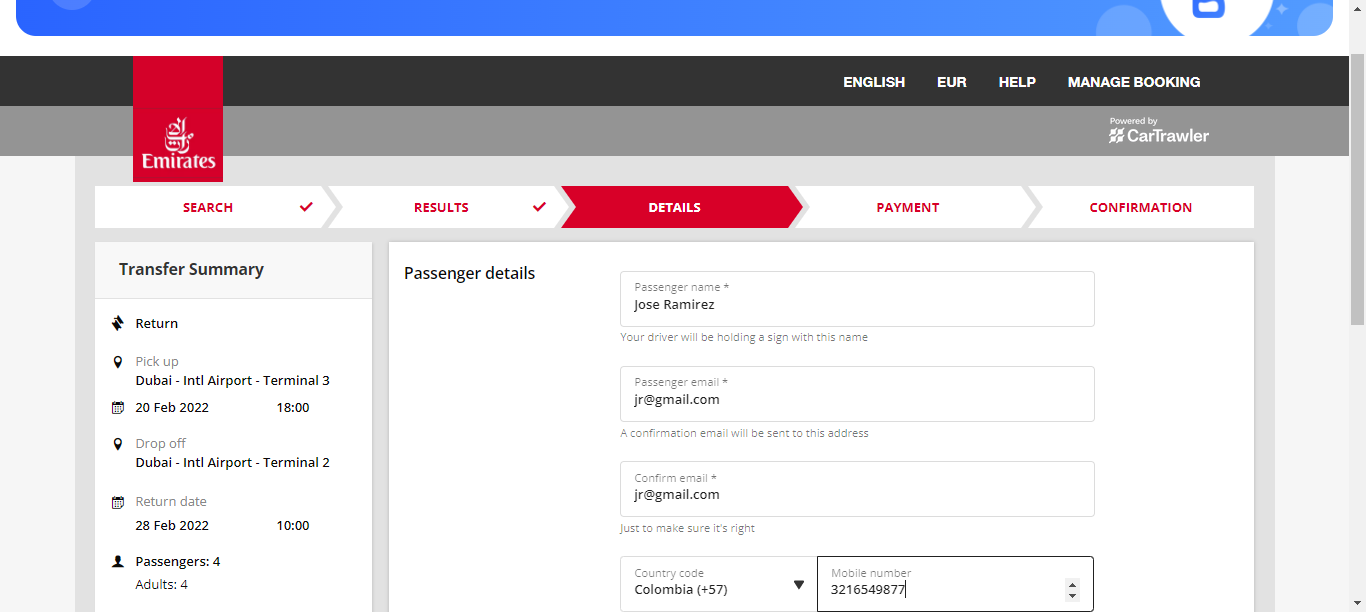 ENGLISH EUR HELP MANAGE BOOKING
Powered by
CarTrawler
Emirates
SEARCH RESULTS DETAILS PAYMENT CONFIRMATION
Transfer Summary
Return
Pick up
Dubai - Intl Airport - Terminal 3
20 Feb 2022 18:00
Drop off
Dubai - Intl Airport - Terminal 2
Return date
28 Feb 2022 10:00
Passengers: 4
Adults: 4
Passenger details
Passenger name *
Jose Ramirez
Your driver will be holding a sign with this name
Passenger email *
jr@gmail.com
A confirmation email will be sent to this address
Confirm email *
jr@gmail.com
Just to make sure it's right
Country code
Colombia (+57)
Mobile number
3216549877